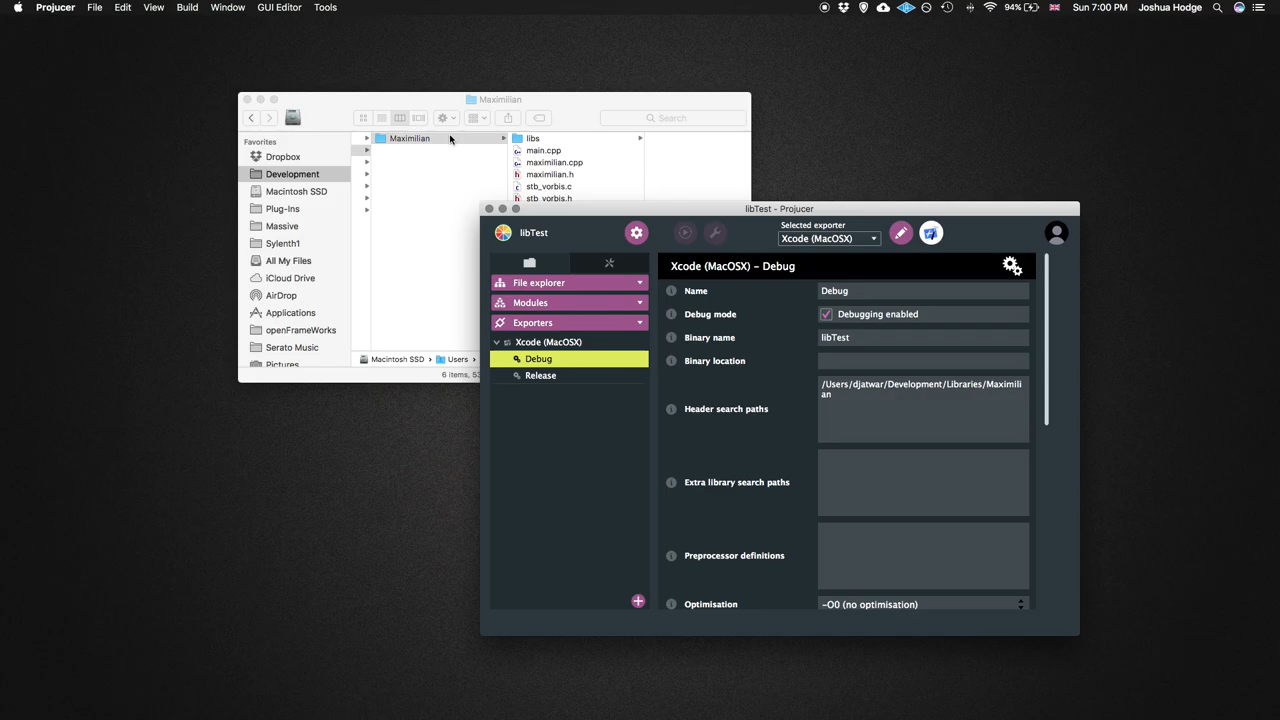 Projucer File Edit View Build Window GUI Editor Tools 94% Sun 7:00 PM Joshua Hodge
Maximilian
Search
Favorites
Dropbox
Development
Macintosh SSD
Plug-Ins
Massive
Sylenth1
All My Files
iCloud Drive
AirDrop
Applications
openFrameWorks
Serato Music
Pictures
Maximilian
libs
main.cpp
maximilian.cpp
maximilian.h
stb_vorbis.c
stb_vorbis.h
Macintosh SSD Users
6 items, 53
libTest - Projucer
libTest
Selected exporter
Xcode (MacOSX)
File explorer
Modules
Exporters
Xcode (MacOSX)
Debug
Release
Xcode (MacOSX) – Debug
Name Debug
Debug mode Debugging enabled
Binary name libTest
Binary location
Header search paths /Users/djatwar/Development/Libraries/Maximili
an
Extra library search paths
Preprocessor definitions
Optimisation -O0 (no optimisation)